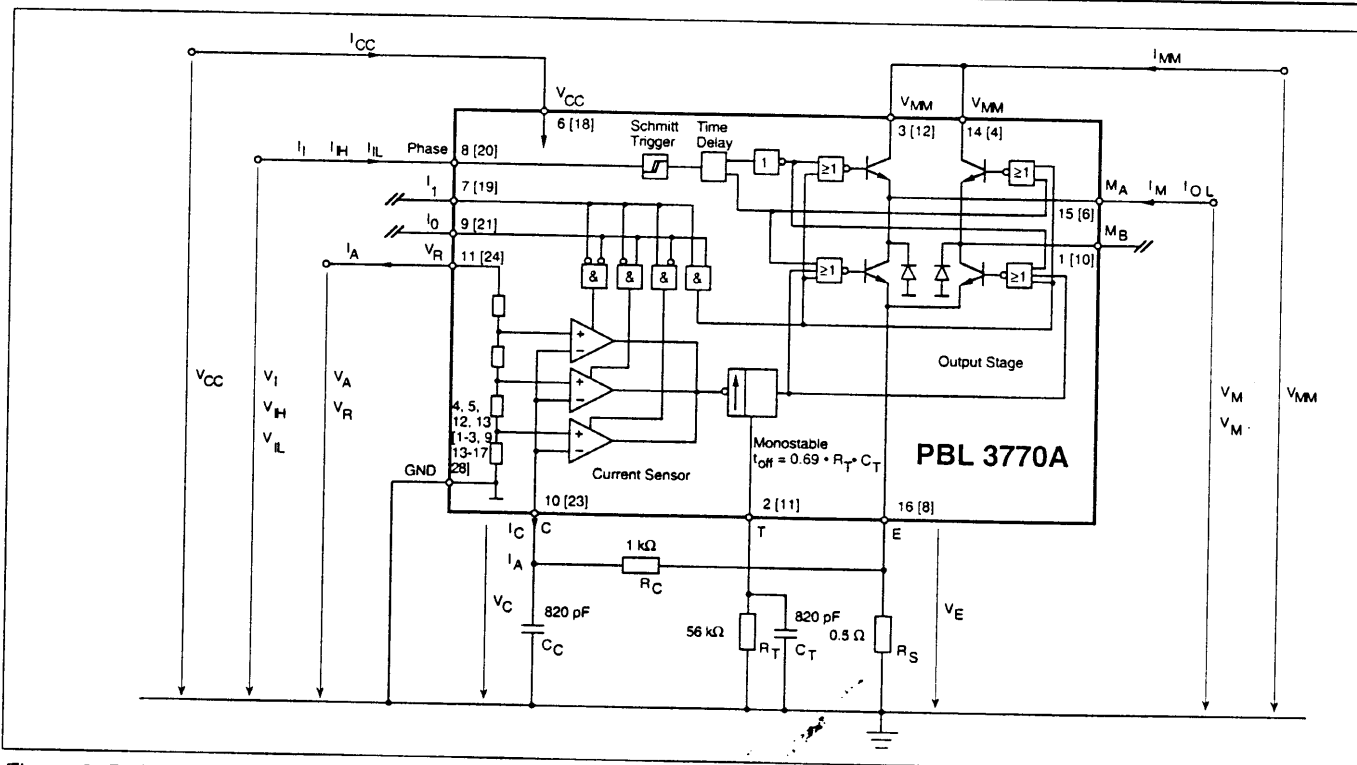 I_CC
I_MM
V_CC
6 [18]
V_MM
3 [12]
V_MM
14 [4]
Schmitt Trigger
Time Delay
Phase
8 [20]
I_I I_IH I_IL
1
≥1
≥1
I_1
7 [19]
M_A I_M I_OL
15 [6]
I_0
9 [21]
M_B
1 [10]
I_A V_R
11 [24]
& & & &
≥1
≥1
+
−
+
−
+
−
Output Stage
V_CC
V_I
V_IH
V_IL
V_A
V_R
V_M
V_M
V_MM
4, 5,
12, 13
[1-3, 9
13-17
28]
GND
Current Sensor
Monostable
t_off = 0.69 • R_T • C_T
PBL 3770A
10 [23]
2 [11]
16 [8]
I_C C
T
E
I_A
1 kΩ
R_C
V_C
820 pF
C_C
56 kΩ
R_T
820 pF
C_T
0.5 Ω
R_S
V_E